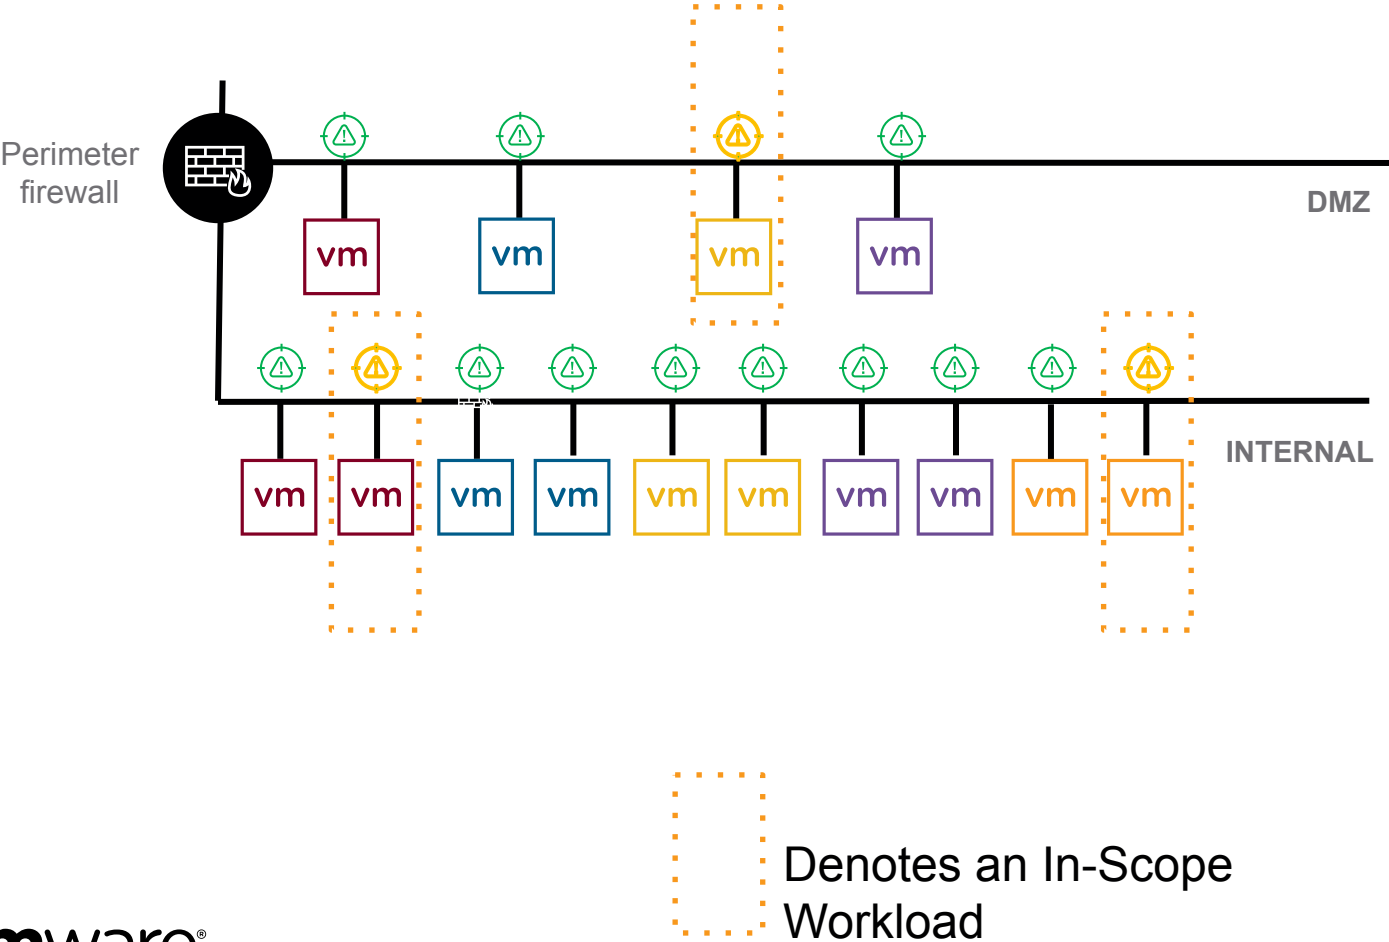 Perimeter
firewall
DMZ
vm vm vm vm
INTERNAL
vm vm vm vm vm vm vm vm vm vm
Denotes an In-Scope
Workload